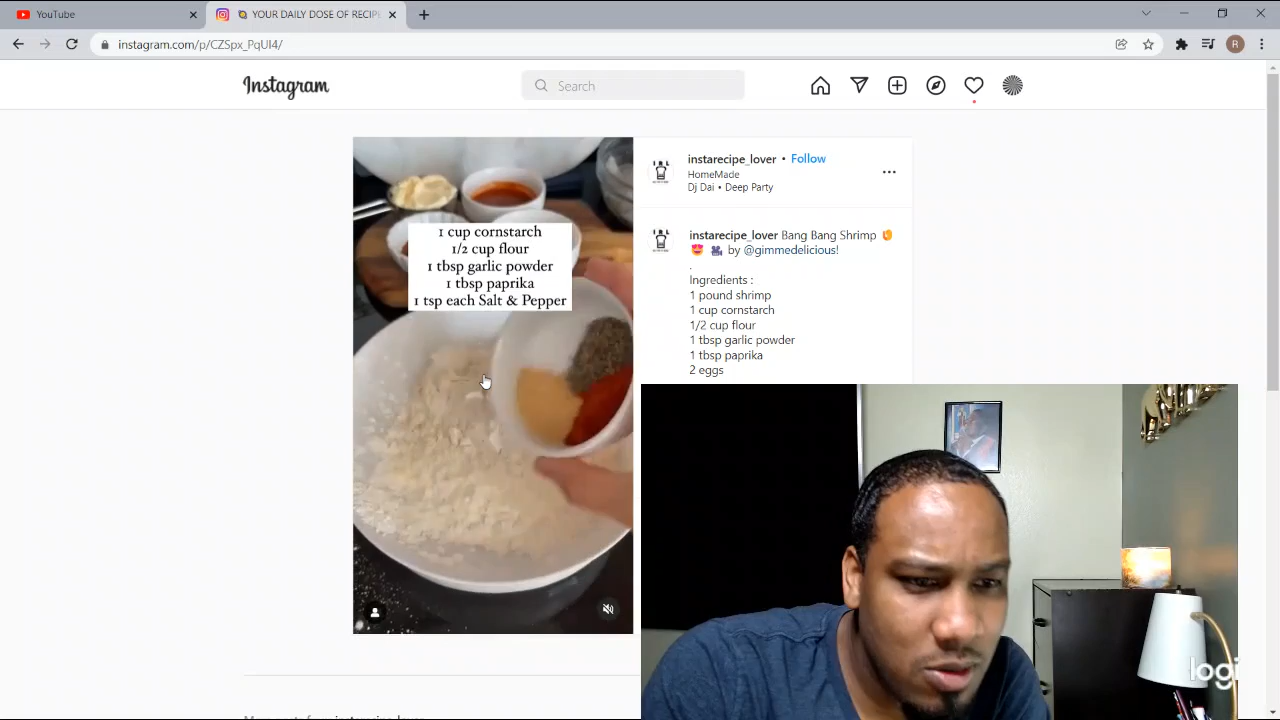 YouTube
YOUR DAILY DOSE OF RECIPE
instagram.com/p/CZSpx_PqUI4/
R
Instagram
Search
instarecipe_lover • Follow
HomeMade
Dj Dai • Deep Party
1 cup cornstarch
1/2 cup flour
1 tbsp garlic powder
1 tbsp paprika
1 tsp each Salt & Pepper
instarecipe_lover Bang Bang Shrimp
by @gimmedelicious!
.
Ingredients :
1 pound shrimp
1 cup cornstarch
1/2 cup flour
1 tbsp garlic powder
1 tbsp paprika
2 eggs
logi